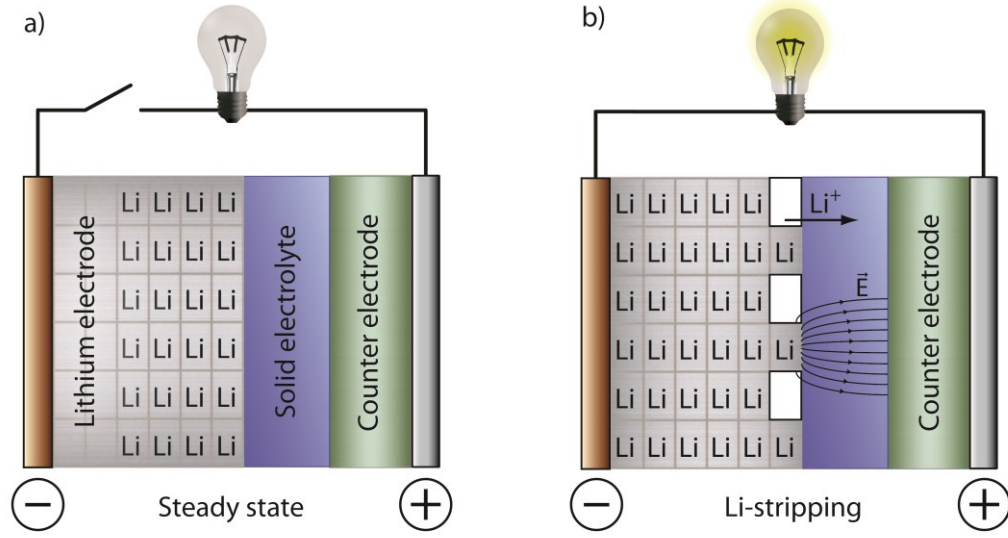 a)
Li Li Li Li
Li Li Li Li
Li Li Li Li
Li Li Li Li
Li Li Li Li
Li Li Li Li
Lithium electrode
Solid electrolyte
Counter electrode
− Steady state +
b)
Li Li Li Li Li Li⁺
Li Li Li Li Li Li
Li Li Li Li Li E⃗
Li Li Li Li Li Li
Li Li Li Li Li
Li Li Li Li Li Li
Counter electrode
− Li-stripping +